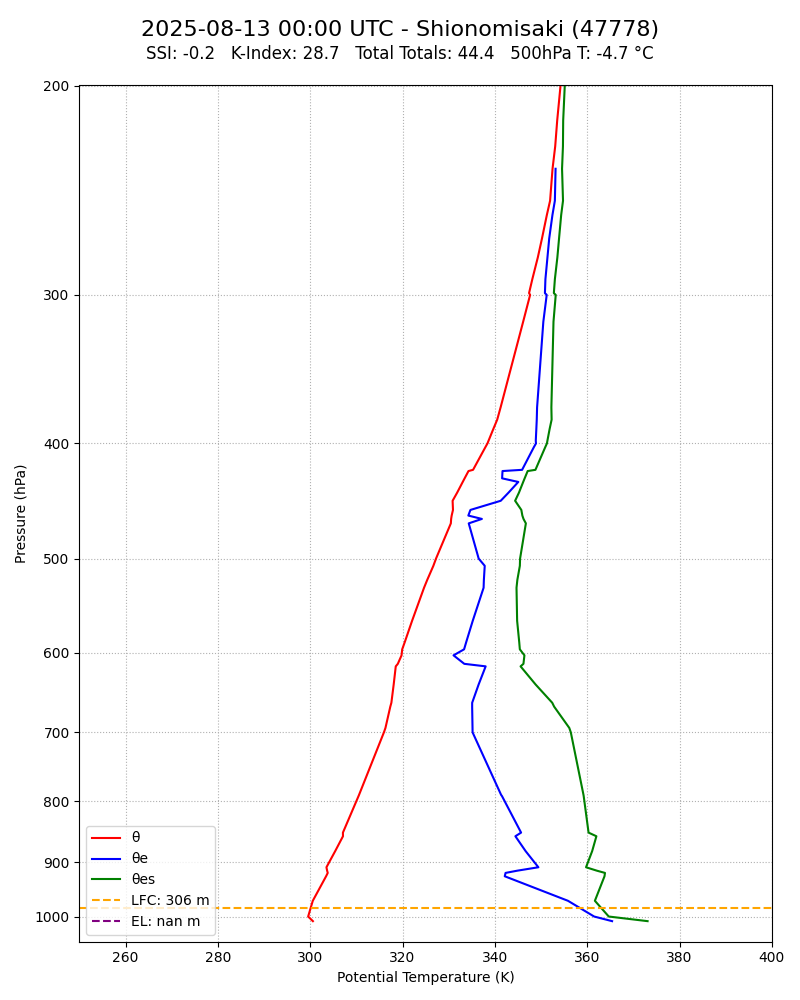 2025-08-13 00:00 UTC - Shionomisaki (47778)
SSI: -0.2 K-Index: 28.7 Total Totals: 44.4 500hPa T: -4.7 °C
200
300
400
500
600
700
800
900
1000
Pressure (hPa)
θ
θe
θes
LFC: 306 m
EL: nan m
260 280 300 320 340 360 380 400
Potential Temperature (K)